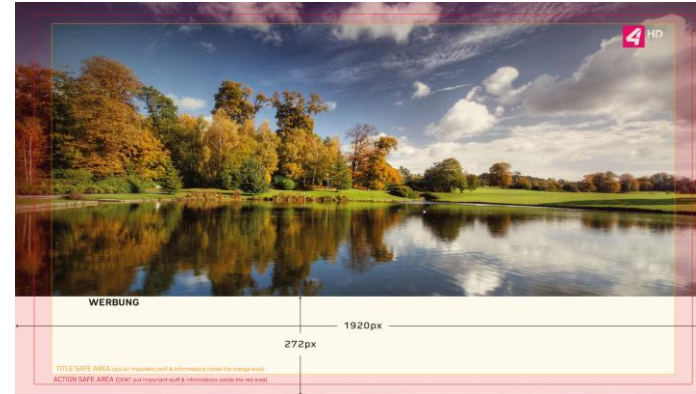 4 HD
WERBUNG
1920px
272px
TITLE SAFE AREA (put all important stuff & informations inside the orange area)
ACTION SAFE AREA (DON'T put important stuff & informations inside the red area)